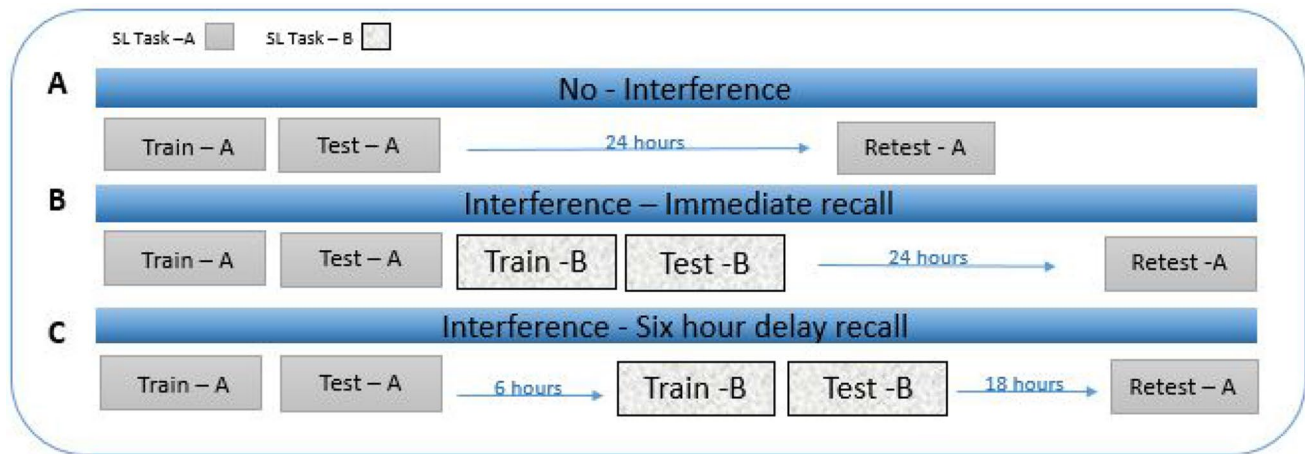 SL Task –A SL Task – B
A
No - Interference
Train – A Test – A 24 hours Retest - A
B
Interference – Immediate recall
Train – A Test – A Train -B Test -B 24 hours Retest -A
C
Interference - Six hour delay recall
Train – A Test – A 6 hours Train -B Test -B 18 hours Retest – A